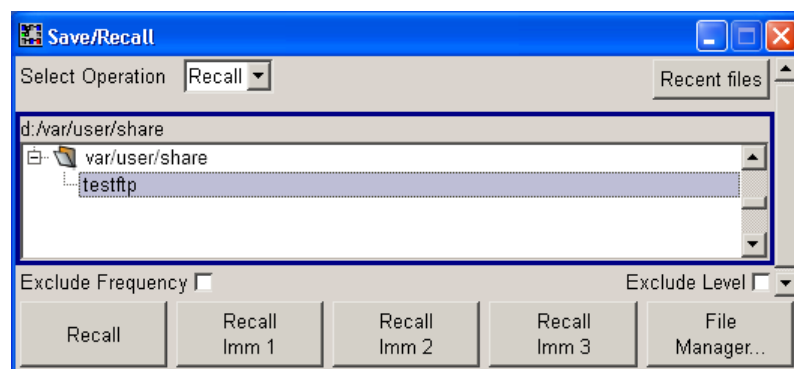 Save/Recall
Select Operation Recall
Recent files
d:/var/user/share
var/user/share
testftp
Exclude Frequency
Exclude Level
Recall
Recall
Imm 1
Recall
Imm 2
Recall
Imm 3
File
Manager...